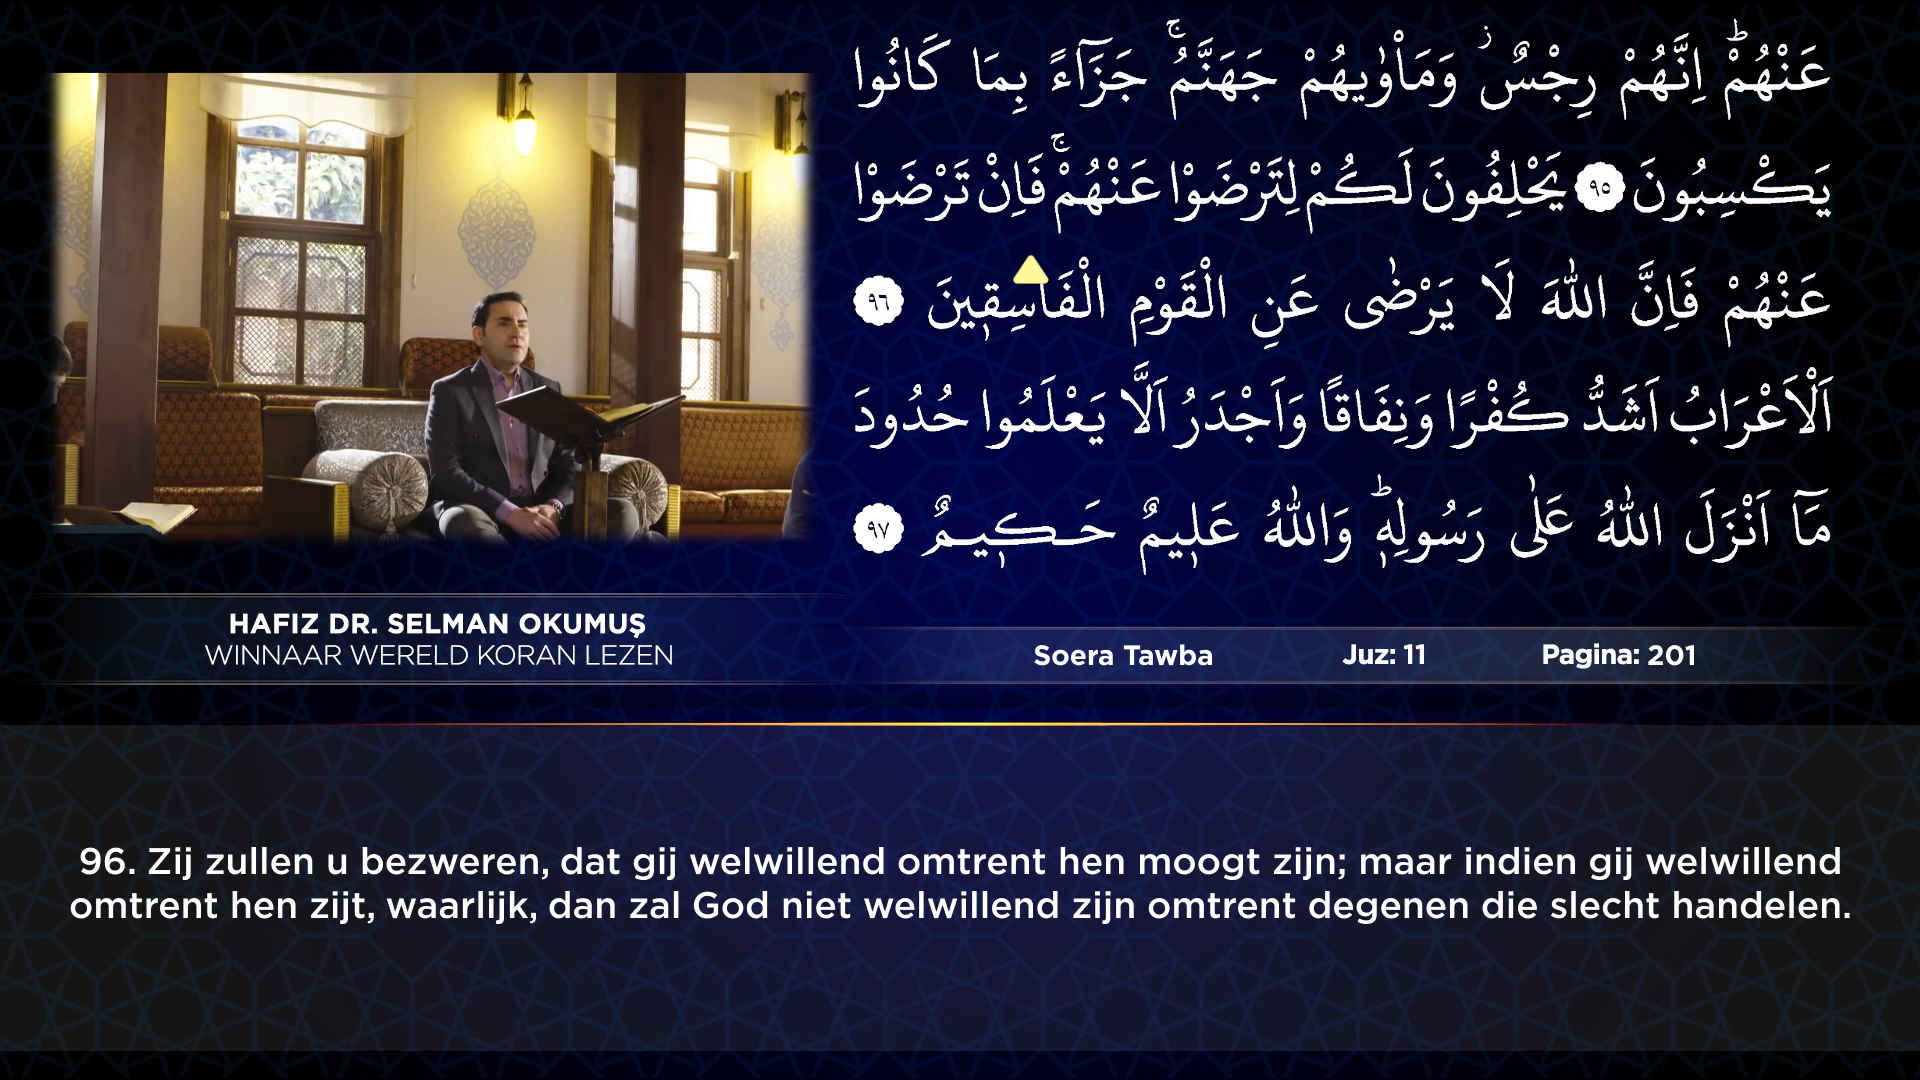 عَنْهُمْۜ اِنَّهُمْ رِجْسٌۘ وَمَاْوٰيهُمْ جَهَنَّمُۚ جَزَٓاءً بِمَا كَانُوا
يَكْسِبُونَ ٩٥ يَحْلِفُونَ لَكُمْ لِتَرْضَوْا عَنْهُمْۚ فَاِنْ تَرْضَوْا
عَنْهُمْ فَاِنَّ اللّٰهَ لَا يَرْضٰى عَنِ الْقَوْمِ الْفَاسِق۪ينَ ٩٦
اَلْاَعْرَابُ اَشَدُّ كُفْرًا وَنِفَاقًا وَاَجْدَرُ اَلَّا يَعْلَمُوا حُدُودَ
مَٓا اَنْزَلَ اللّٰهُ عَلٰى رَسُولِه۪ۜ وَاللّٰهُ عَل۪يمٌ حَك۪يمٌ ٩٧
HAFIZ DR. SELMAN OKUMUŞ
WINNAAR WERELD KORAN LEZEN
Soera Tawba Juz: 11 Pagina: 201
96. Zij zullen u bezweren, dat gij welwillend omtrent hen moogt zijn; maar indien gij welwillend
omtrent hen zijt, waarlijk, dan zal God niet welwillend zijn omtrent degenen die slecht handelen.